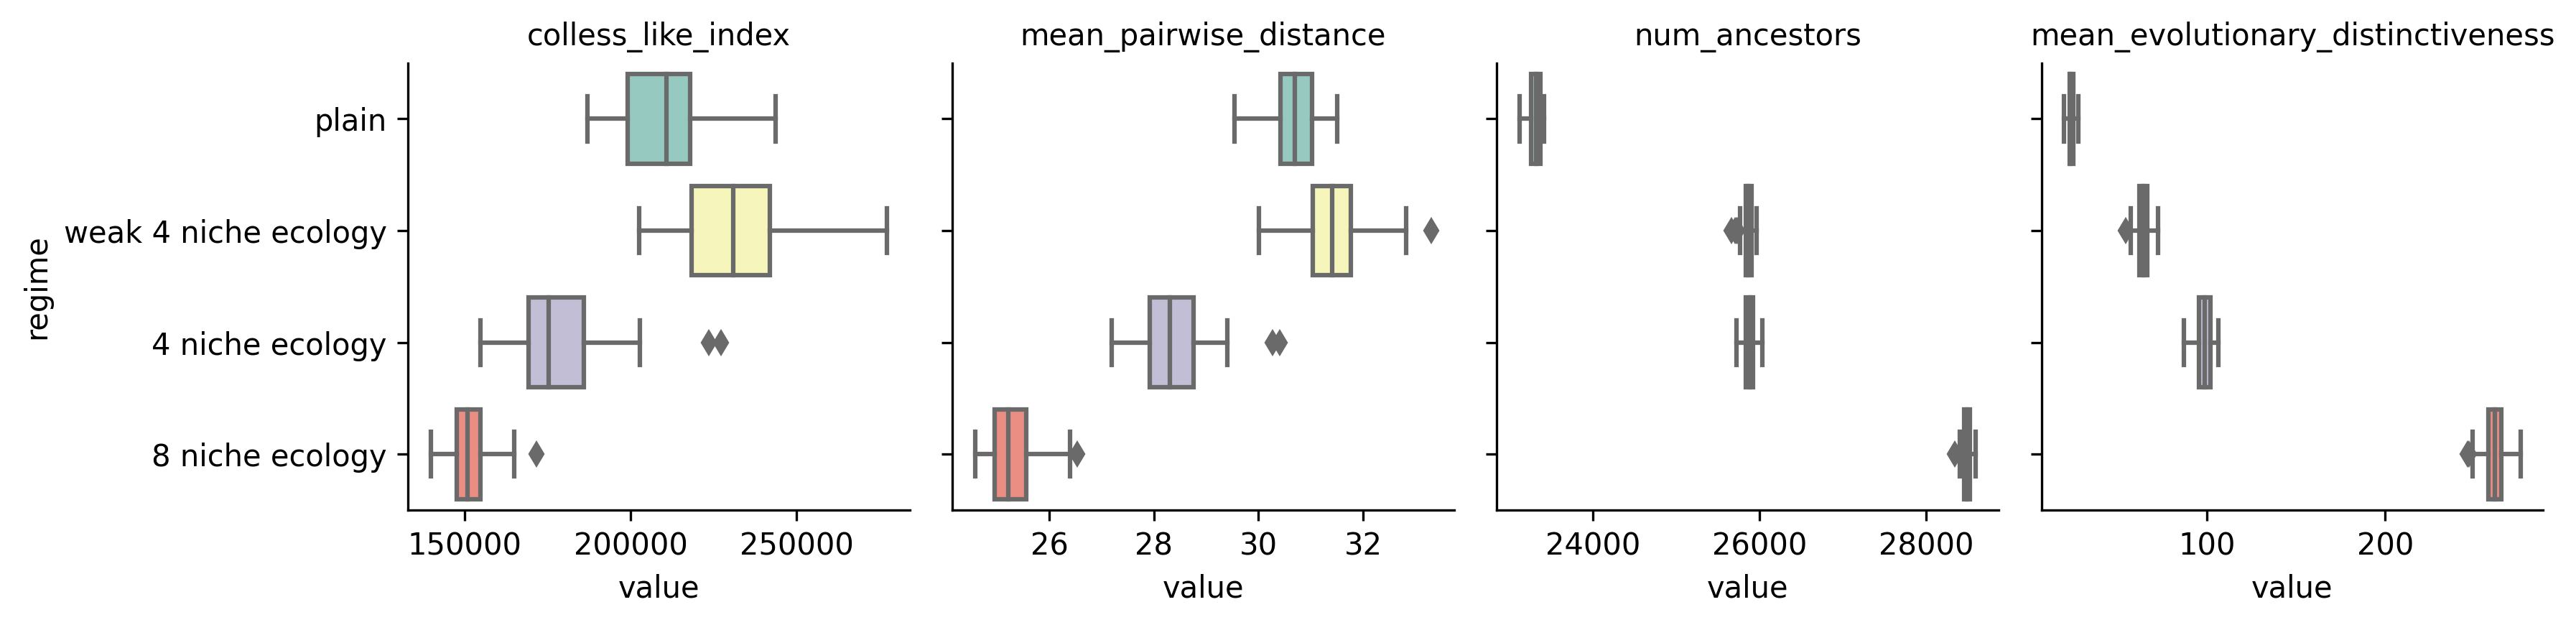 colless_like_index
mean_pairwise_distance
num_ancestors
mean_evolutionary_distinctiveness
regime
plain
weak 4 niche ecology
4 niche ecology
8 niche ecology
150000 200000 250000
26 28 30 32
24000 26000 28000
100 200
value
value
value
value